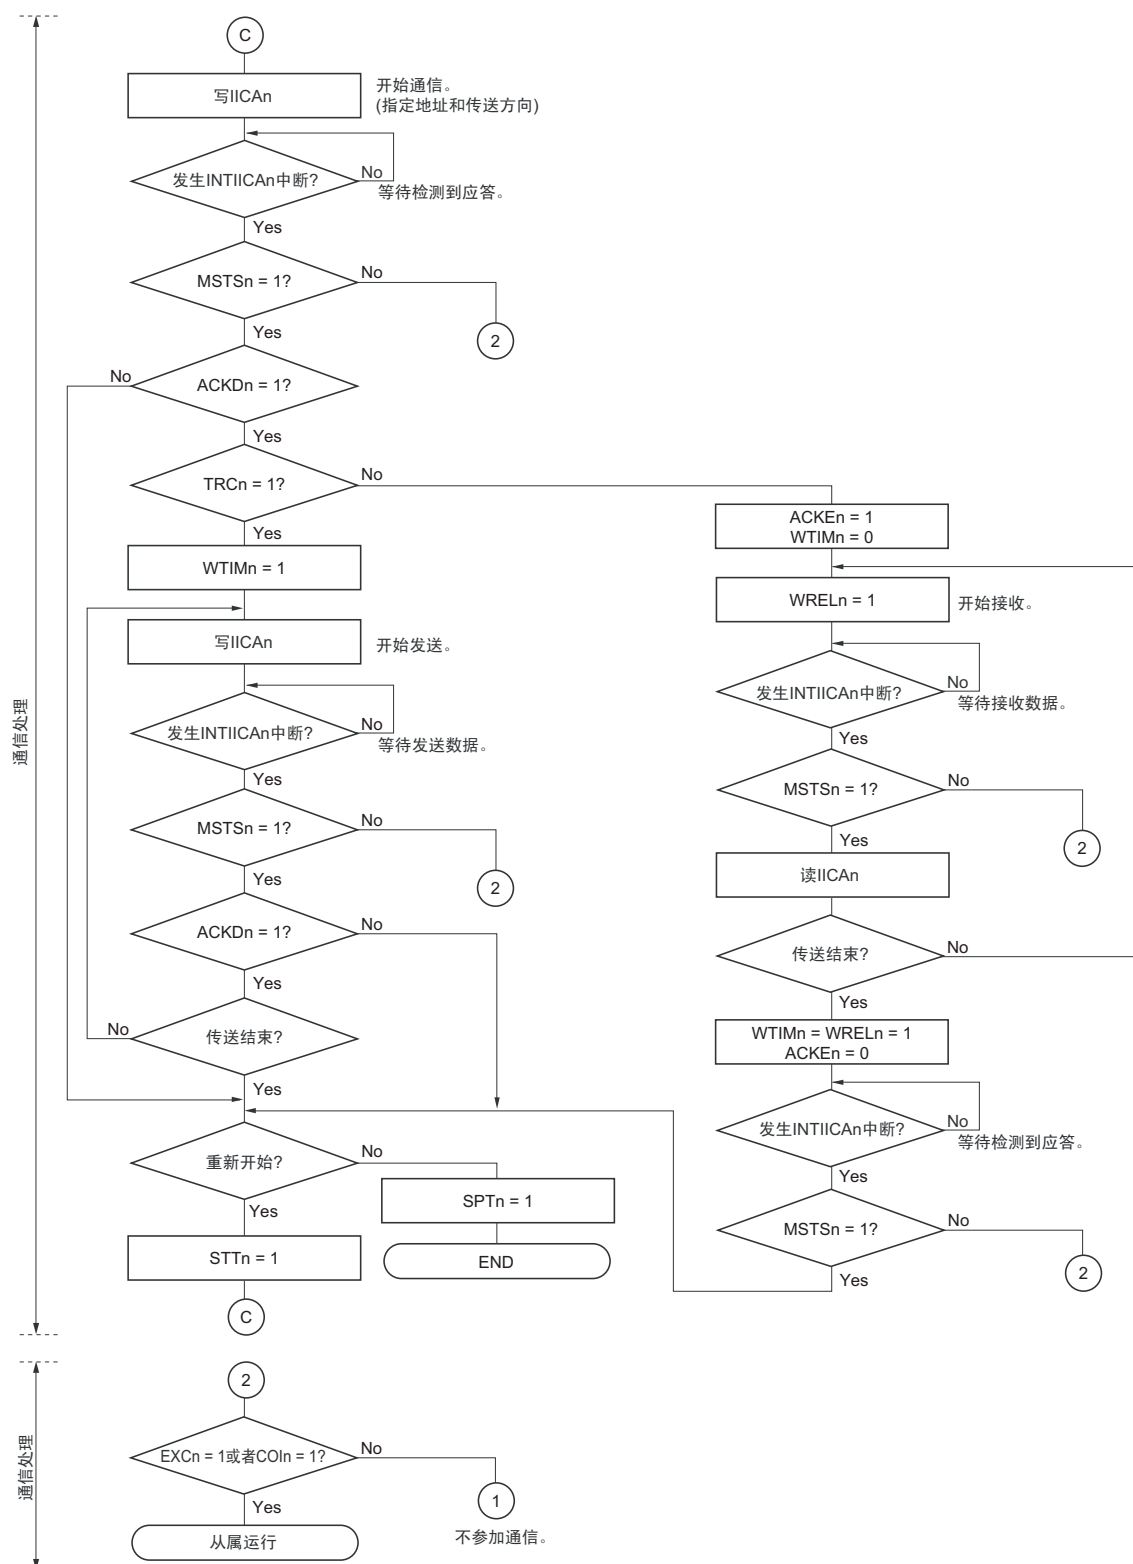 C
写IICAn
开始通信。
(指定地址和传送方向)
发生INTIICAn中断?
No
等待检测到应答。
Yes
MSTSn = 1?
No
2
Yes
No
ACKDn = 1?
Yes
TRCn = 1?
No
Yes
WTIMn = 1
写IICAn
开始发送。
发生INTIICAn中断?
No
等待发送数据。
Yes
MSTSn = 1?
No
2
Yes
ACKDn = 1?
No
Yes
No
传送结束?
Yes
重新开始?
No
Yes
SPTn = 1
END
STTn = 1
C
ACKEn = 1
WTIMn = 0
WRELn = 1
开始接收。
发生INTIICAn中断?
No
等待接收数据。
Yes
MSTSn = 1?
No
2
Yes
读IICAn
传送结束?
No
Yes
WTIMn = WRELn = 1
ACKEn = 0
发生INTIICAn中断?
No
等待检测到应答。
Yes
MSTSn = 1?
No
2
Yes
通信处理
2
EXCn = 1或者COIn = 1?
No
1
不参加通信。
Yes
从属运行
通信处理